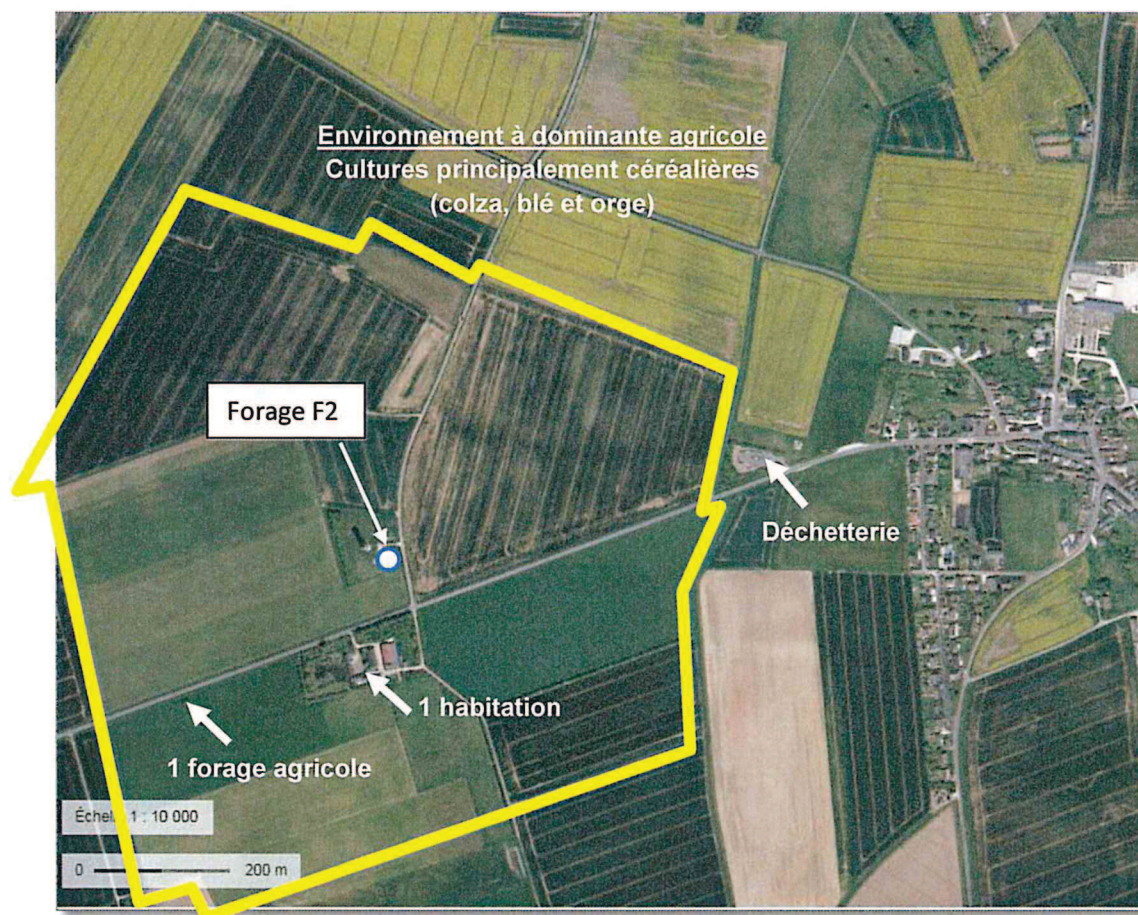 Environnement à dominante agricole
Cultures principalement céréalières
(colza, blé et orge)
Forage F2
Déchetterie
1 habitation
1 forage agricole
Échelle 1 : 10 000
0 200 m